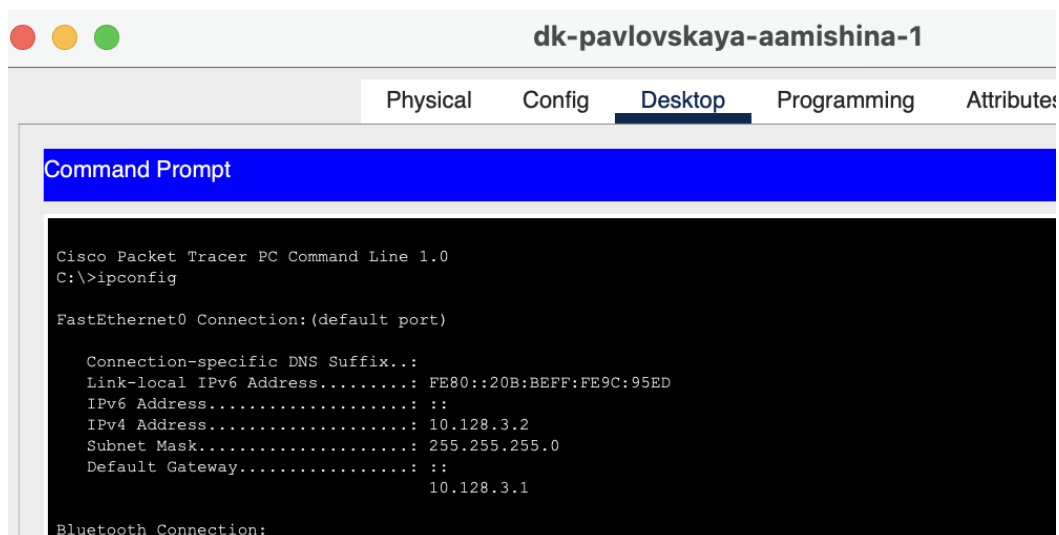 dk-pavlovskaya-aamishina-1
Physical Config Desktop Programming Attributes
Command Prompt
Cisco Packet Tracer PC Command Line 1.0
C:\>ipconfig
FastEthernet0 Connection:(default port)
Connection-specific DNS Suffix..:
Link-local IPv6 Address.........: FE80::20B:BEFF:FE9C:95ED
IPv6 Address....................: ::
IPv4 Address....................: 10.128.3.2
Subnet Mask.....................: 255.255.255.0
Default Gateway.................: ::
10.128.3.1
Bluetooth Connection: